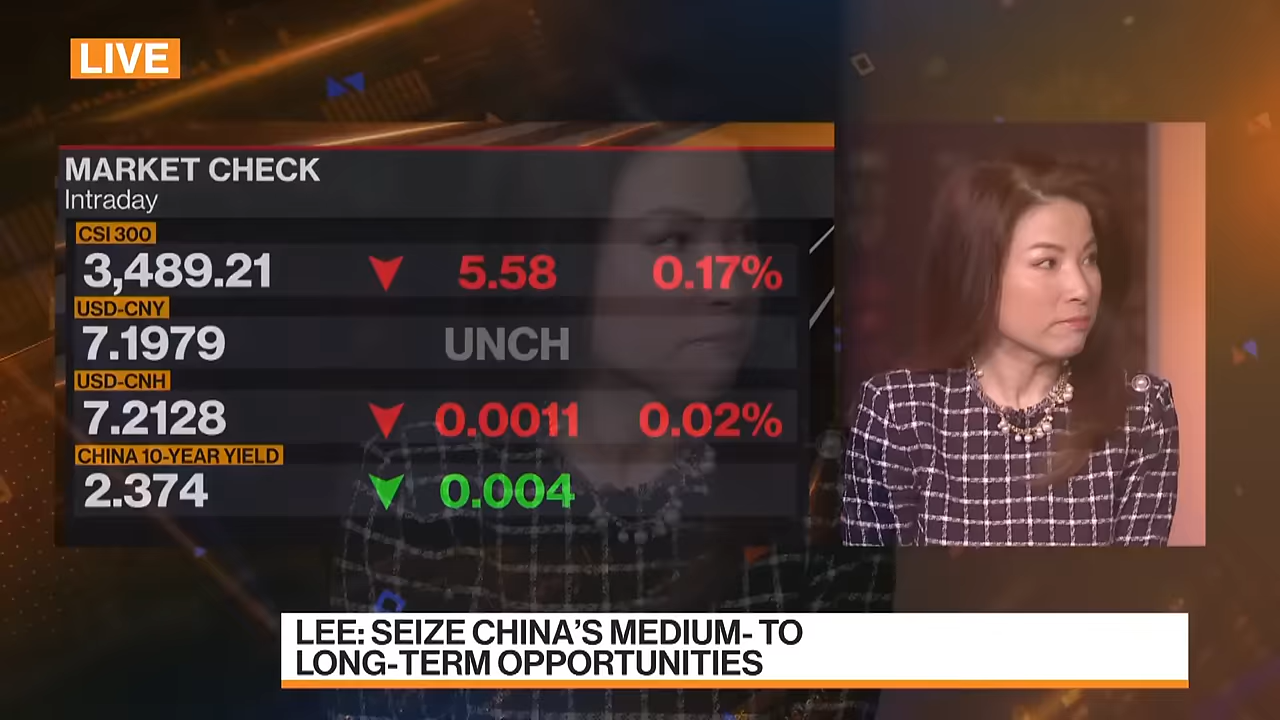 LIVE
MARKET CHECK
Intraday
CSI 300
3,489.21 5.58 0.17%
USD-CNY
7.1979 UNCH
USD-CNH
7.2128 0.0011 0.02%
CHINA 10-YEAR YIELD
2.374 0.004
LEE: SEIZE CHINA'S MEDIUM- TO
LONG-TERM OPPORTUNITIES